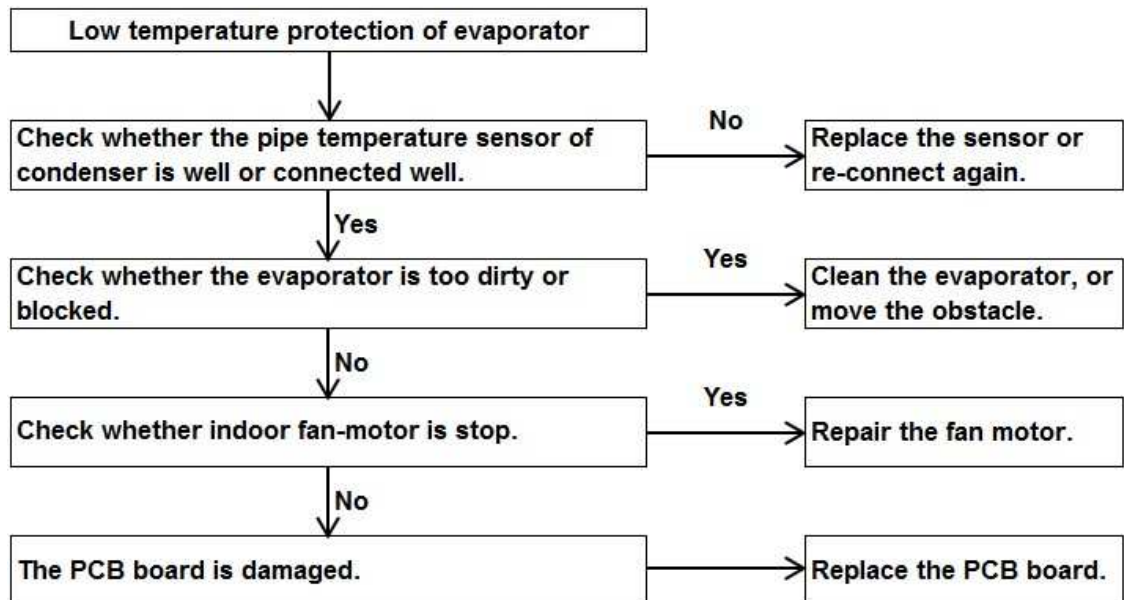 Low temperature protection of evaporator
Check whether the pipe temperature sensor of
condenser is well or connected well.
No
Replace the sensor or
re-connect again.
Yes
Check whether the evaporator is too dirty or
blocked.
Yes
Clean the evaporator, or
move the obstacle.
No
Check whether indoor fan-motor is stop.
Yes
Repair the fan motor.
No
The PCB board is damaged.
Replace the PCB board.